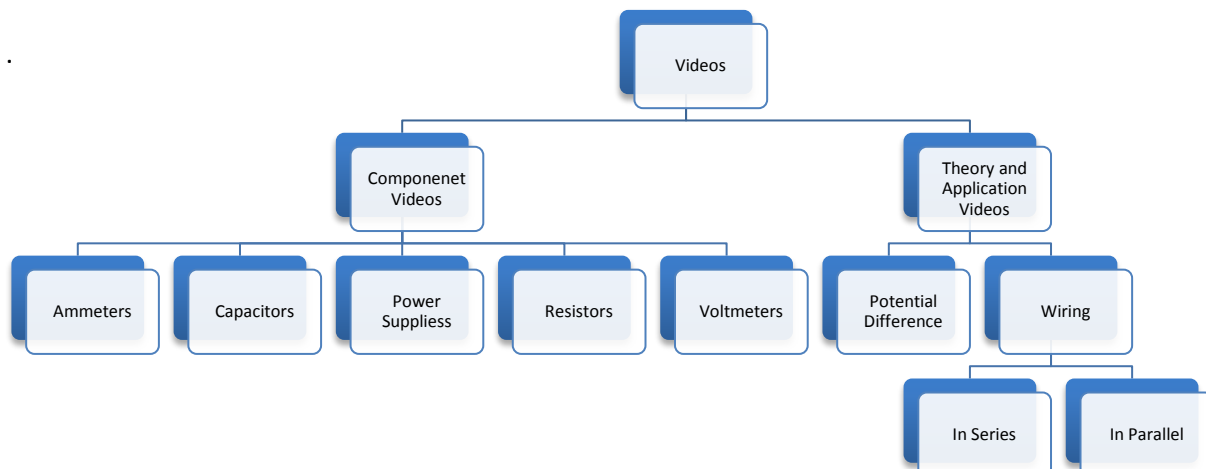 .
Videos
Componenet
Videos
Theory and
Application
Videos
Ammeters
Capacitors
Power
Suppliess
Resistors
Voltmeters
Potential
Difference
Wiring
In Series
In Parallel